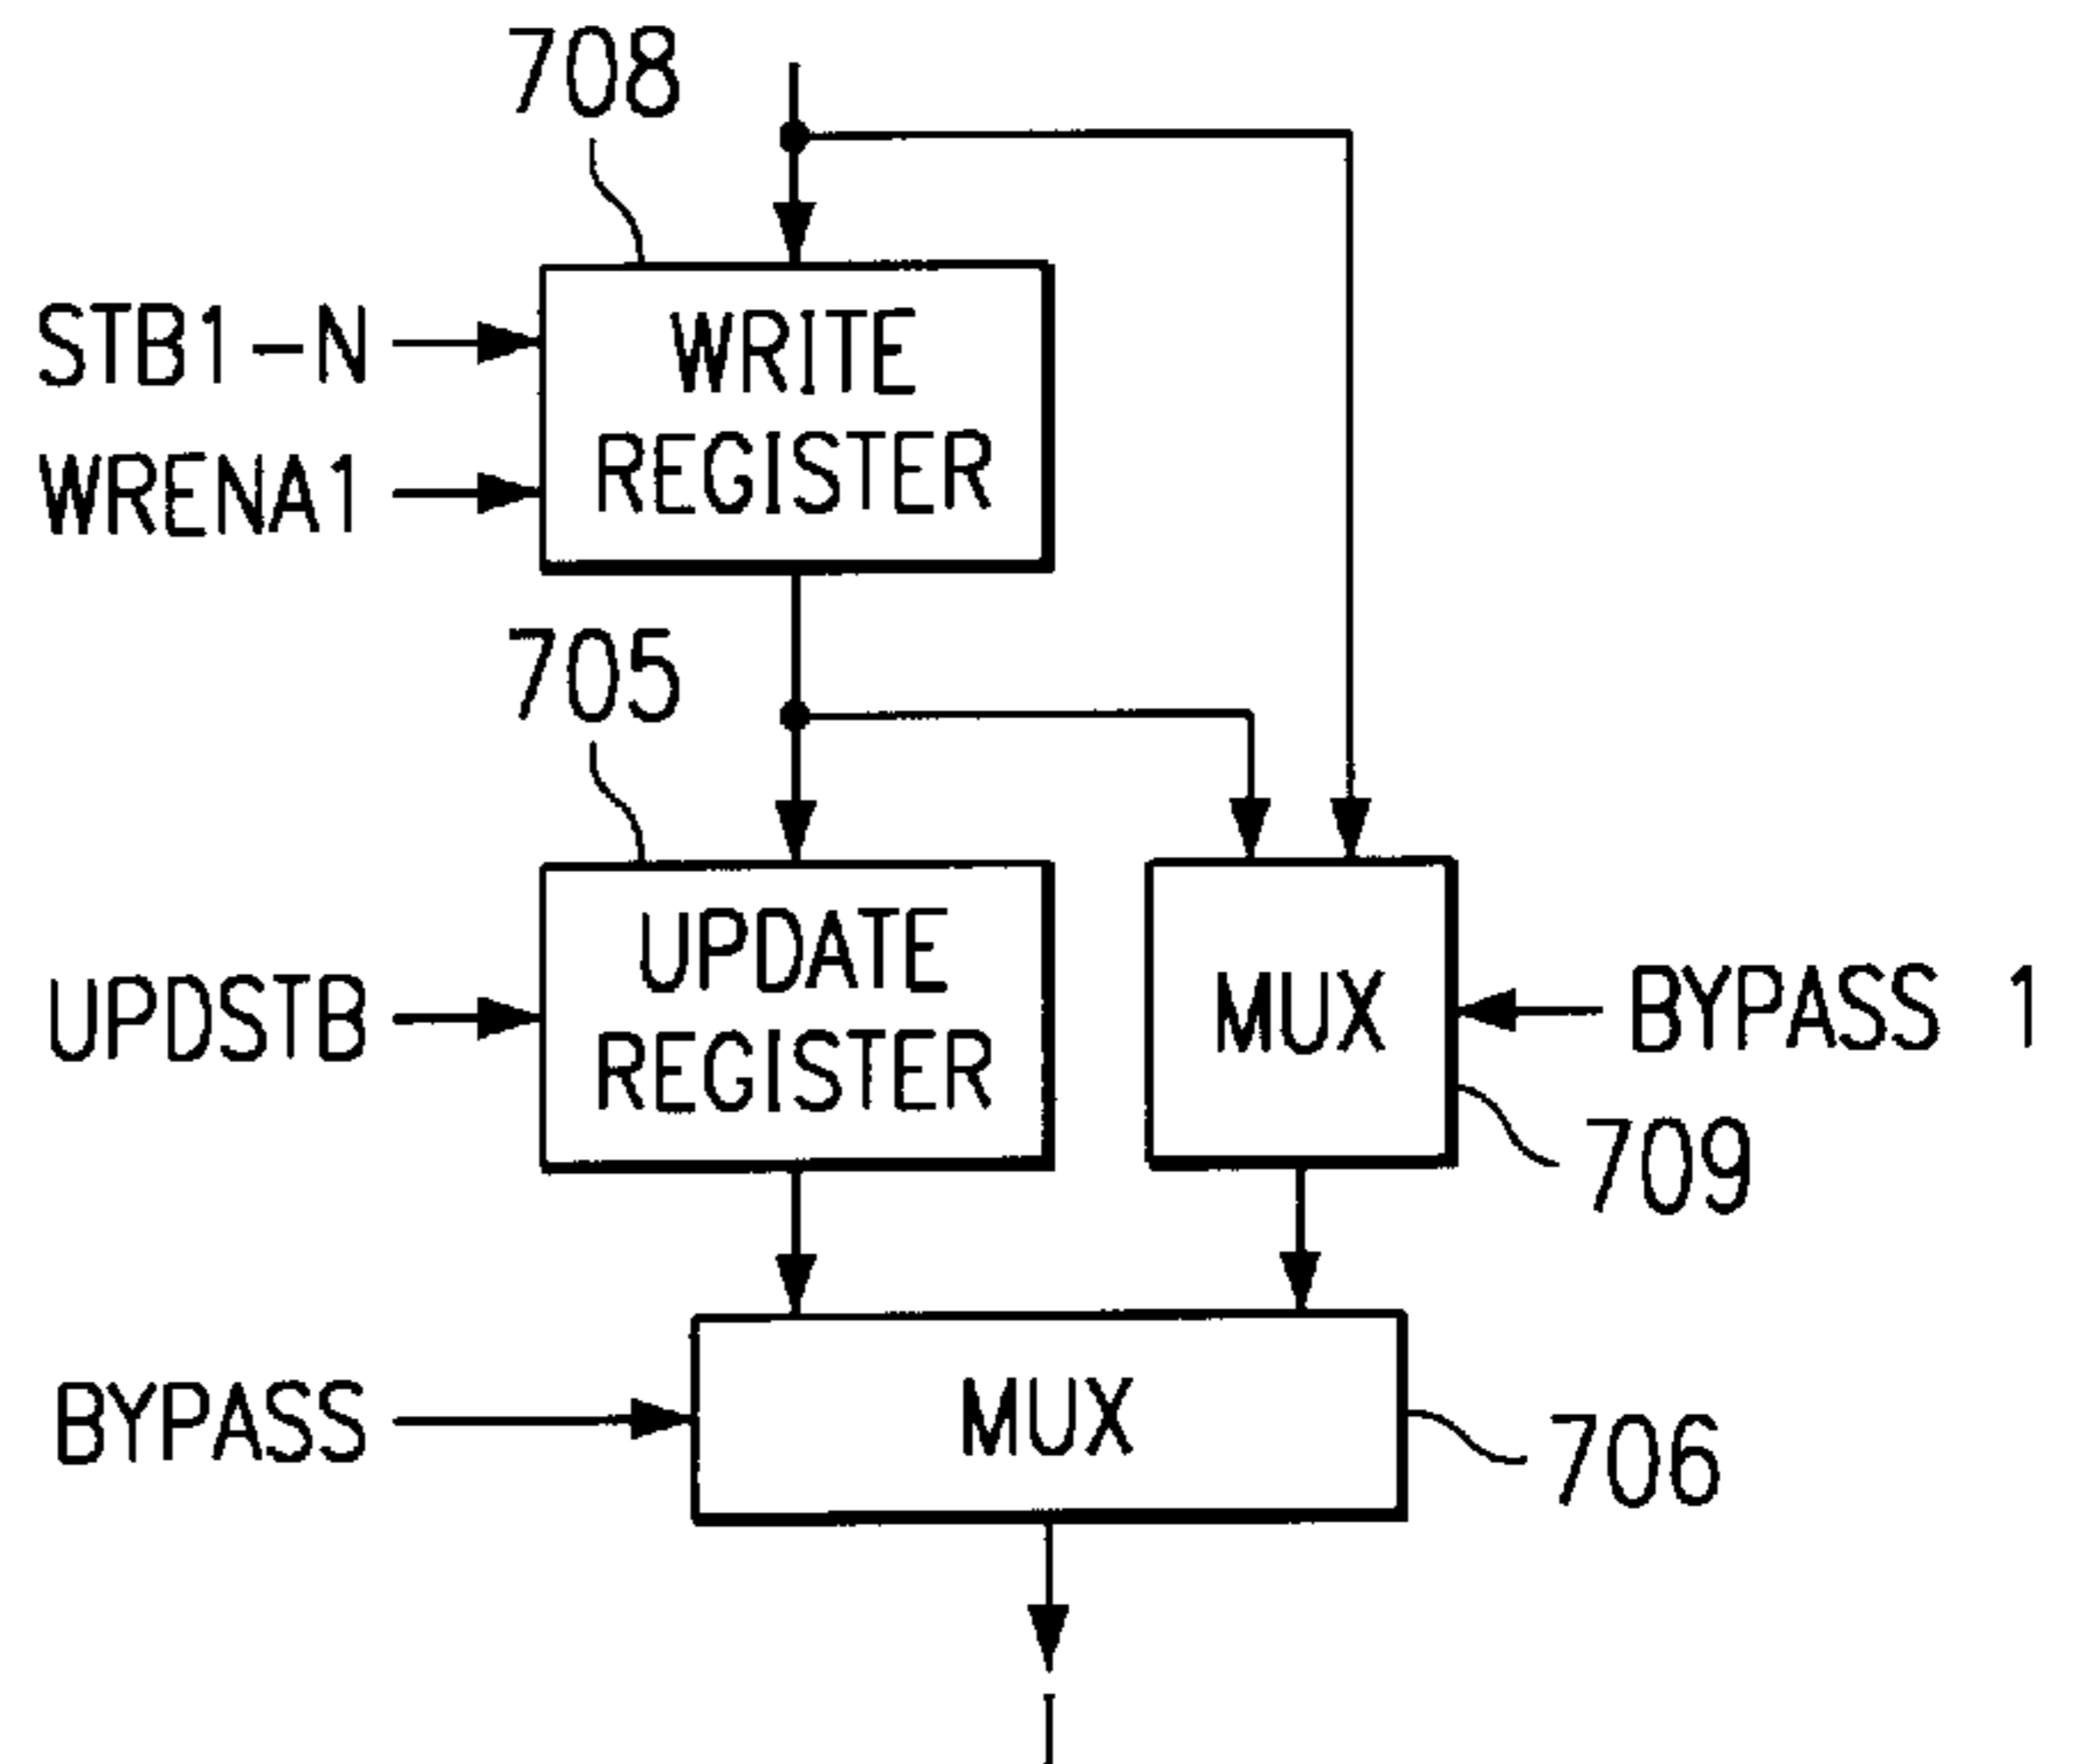 708
STB1-N
WRITE
REGISTER
WRENA1
705
UPDSTB
UPDATE
REGISTER
MUX
BYPASS 1
709
BYPASS
MUX
706